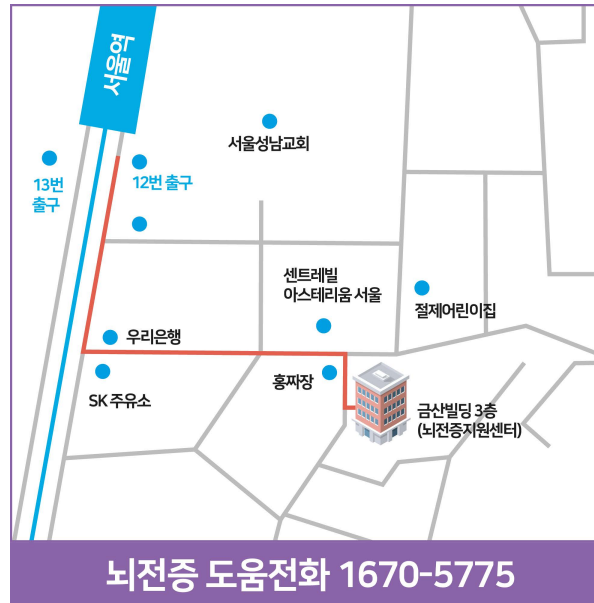 서울역
서울성남교회
13번
출구
12번 출구
센트레빌
아스테리움 서울
절제어린이집
우리은행
홍짜장
SK 주유소
금산빌딩 3층
(뇌전증지원센터)
뇌전증 도움전화 1670-5775